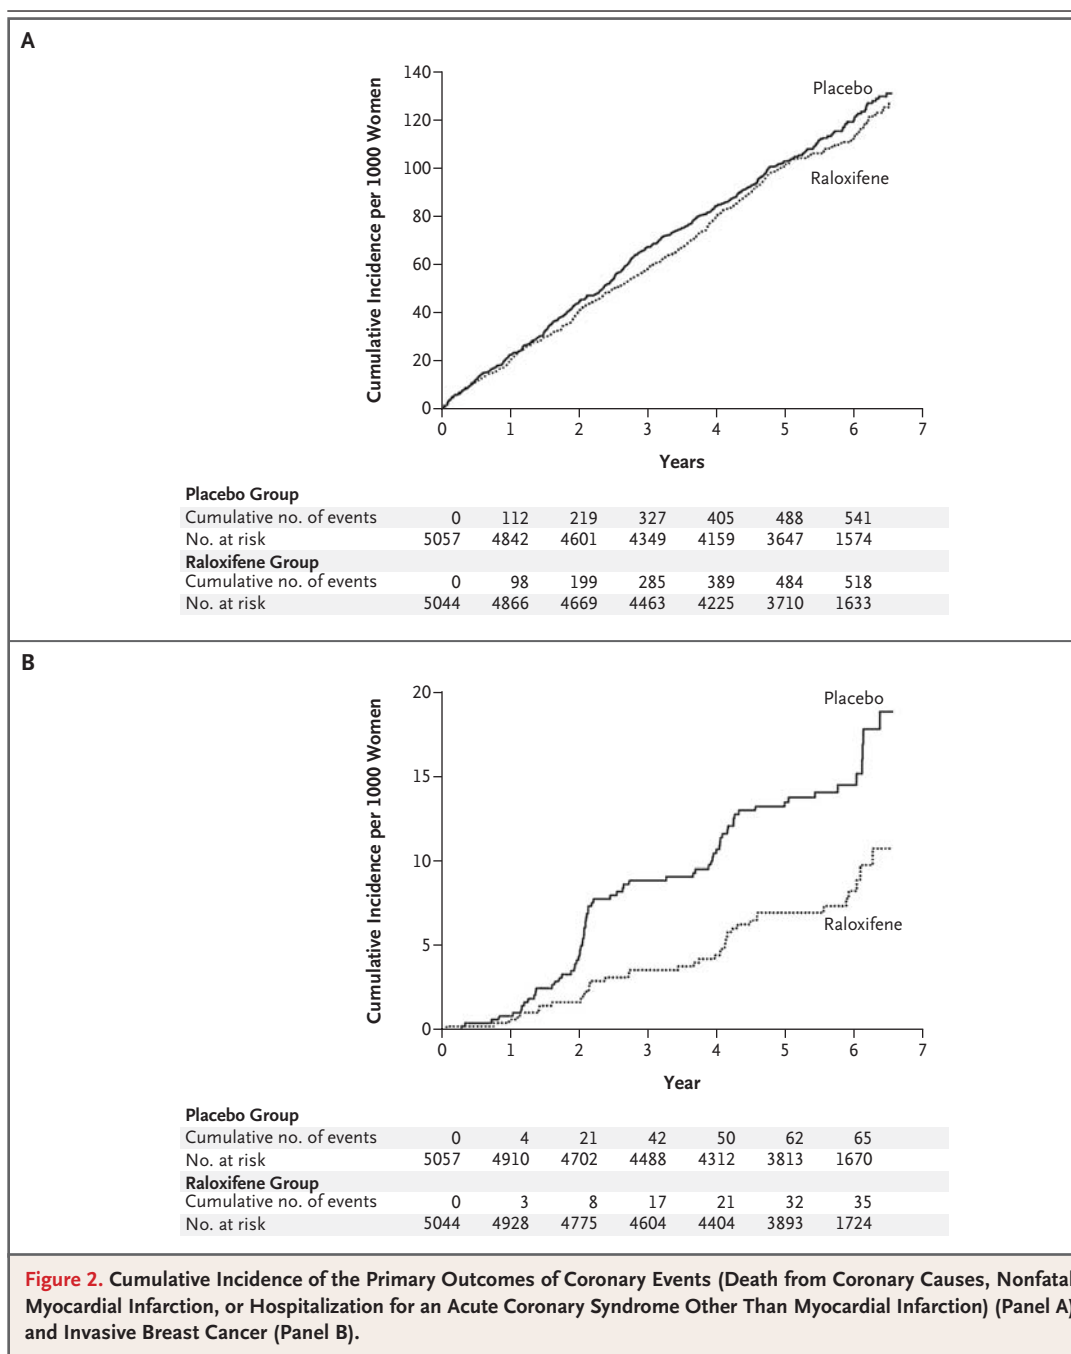 A
140
120
100
80
60
40
20
0
Cumulative Incidence per 1000 Women
Placebo
Raloxifene
0 1 2 3 4 5 6 7
Years
Placebo Group
Cumulative no. of events 0 112 219 327 405 488 541
No. at risk 5057 4842 4601 4349 4159 3647 1574
Raloxifene Group
Cumulative no. of events 0 98 199 285 389 484 518
No. at risk 5044 4866 4669 4463 4225 3710 1633
B
20
15
10
5
0
Cumulative Incidence per 1000 Women
Placebo
Raloxifene
0 1 2 3 4 5 6 7
Year
Placebo Group
Cumulative no. of events 0 4 21 42 50 62 65
No. at risk 5057 4910 4702 4488 4312 3813 1670
Raloxifene Group
Cumulative no. of events 0 3 8 17 21 32 35
No. at risk 5044 4928 4775 4604 4404 3893 1724
Figure 2. Cumulative Incidence of the Primary Outcomes of Coronary Events (Death from Coronary Causes, Nonfatal
Myocardial Infarction, or Hospitalization for an Acute Coronary Syndrome Other Than Myocardial Infarction) (Panel A)
and Invasive Breast Cancer (Panel B).